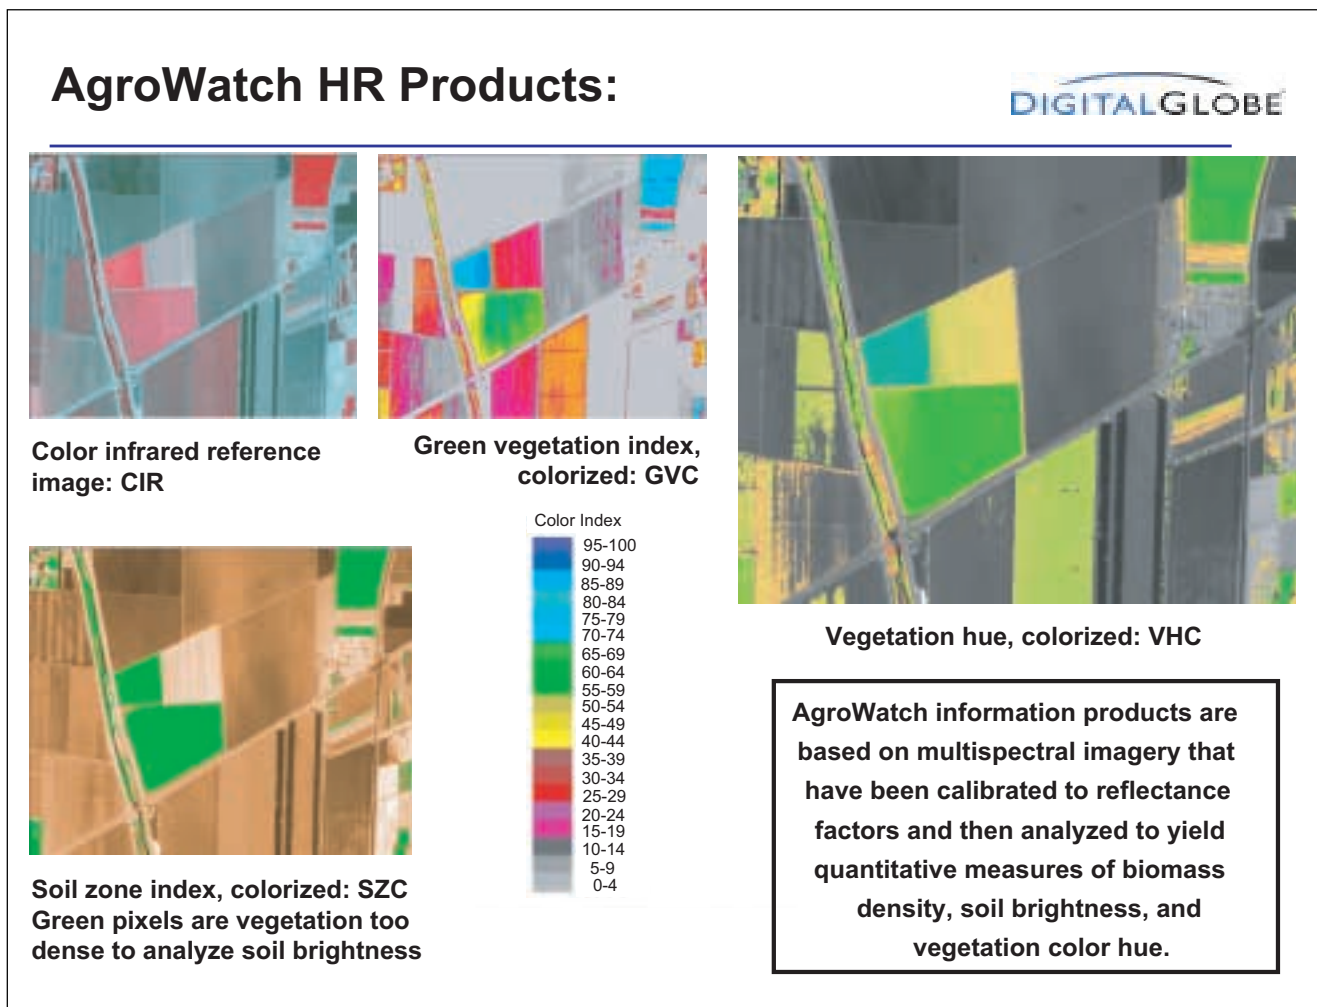 AgroWatch HR Products:
DIGITALGLOBE
Color infrared reference
image: CIR
Green vegetation index,
colorized: GVC
Color Index
95-100
90-94
85-89
80-84
75-79
70-74
65-69
60-64
55-59
50-54
45-49
40-44
35-39
30-34
25-29
20-24
15-19
10-14
5-9
0-4
Soil zone index, colorized: SZC
Green pixels are vegetation too
dense to analyze soil brightness
Vegetation hue, colorized: VHC
AgroWatch information products are
based on multispectral imagery that
have been calibrated to reflectance
factors and then analyzed to yield
quantitative measures of biomass
density, soil brightness, and
vegetation color hue.